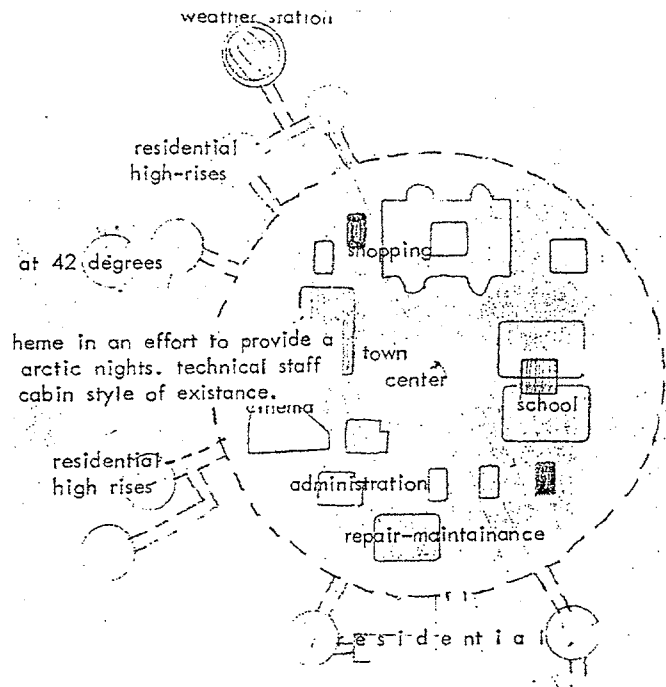 weather station
residential
high-rises
shopping
at 42 degrees
heme in an effort to provide a
arctic nights. technical staff
cabin style of existance.
town
center
cinema
school
residential
high rises
administration
repair-maintainance
residential